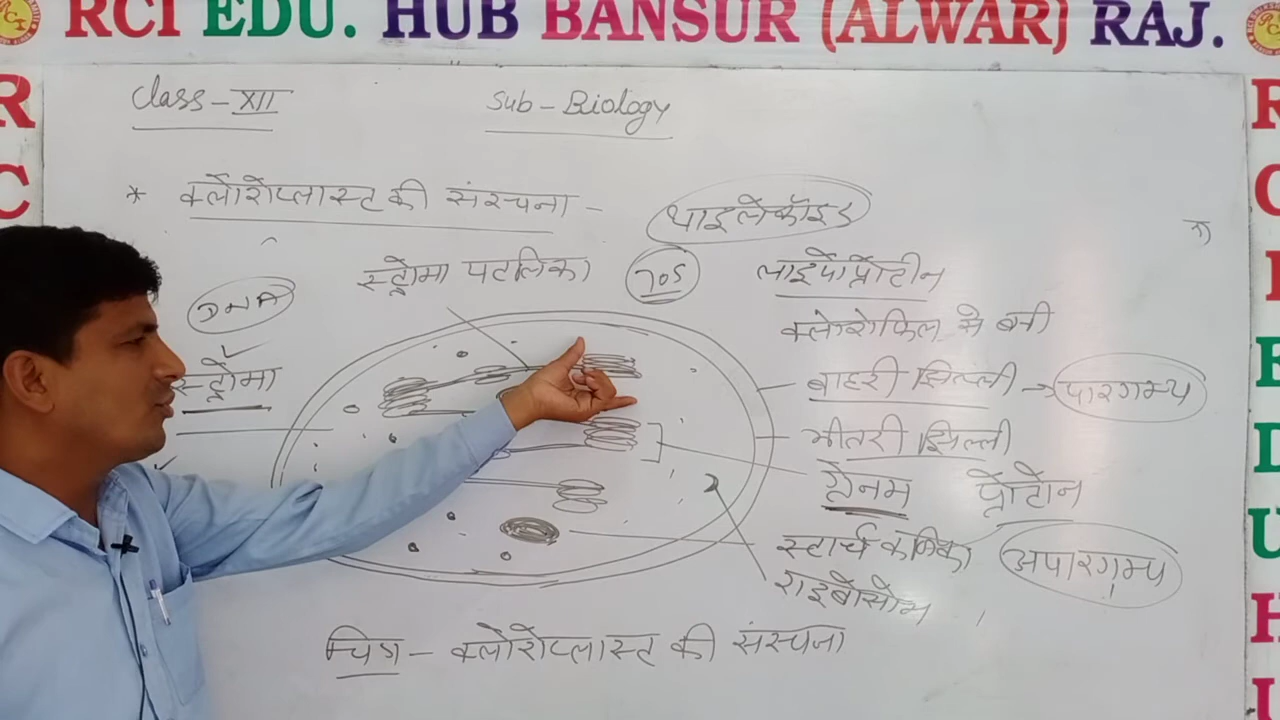 RCI EDU. HUB BANSUR (ALWAR) RAJ.
Class-XII
Sub-Biology
* क्लोरोप्लास्ट की संरचना -
थाइलेकॉइड
स्ट्रोमा पटलिका
70S
लाईपोप्रोटीन
DNA
क्लोरोफिल से बनी
स्ट्रोमा
बाहरी झिल्ली → पारगम्य
भीतरी झिल्ली
ग्रेनम प्रोटीन
स्टार्च कणिका
अपारगम्य
राइबोसोम
चित्र - क्लोरोप्लास्ट की संरचना
R
C
R
C
I
E
D
U
H
U